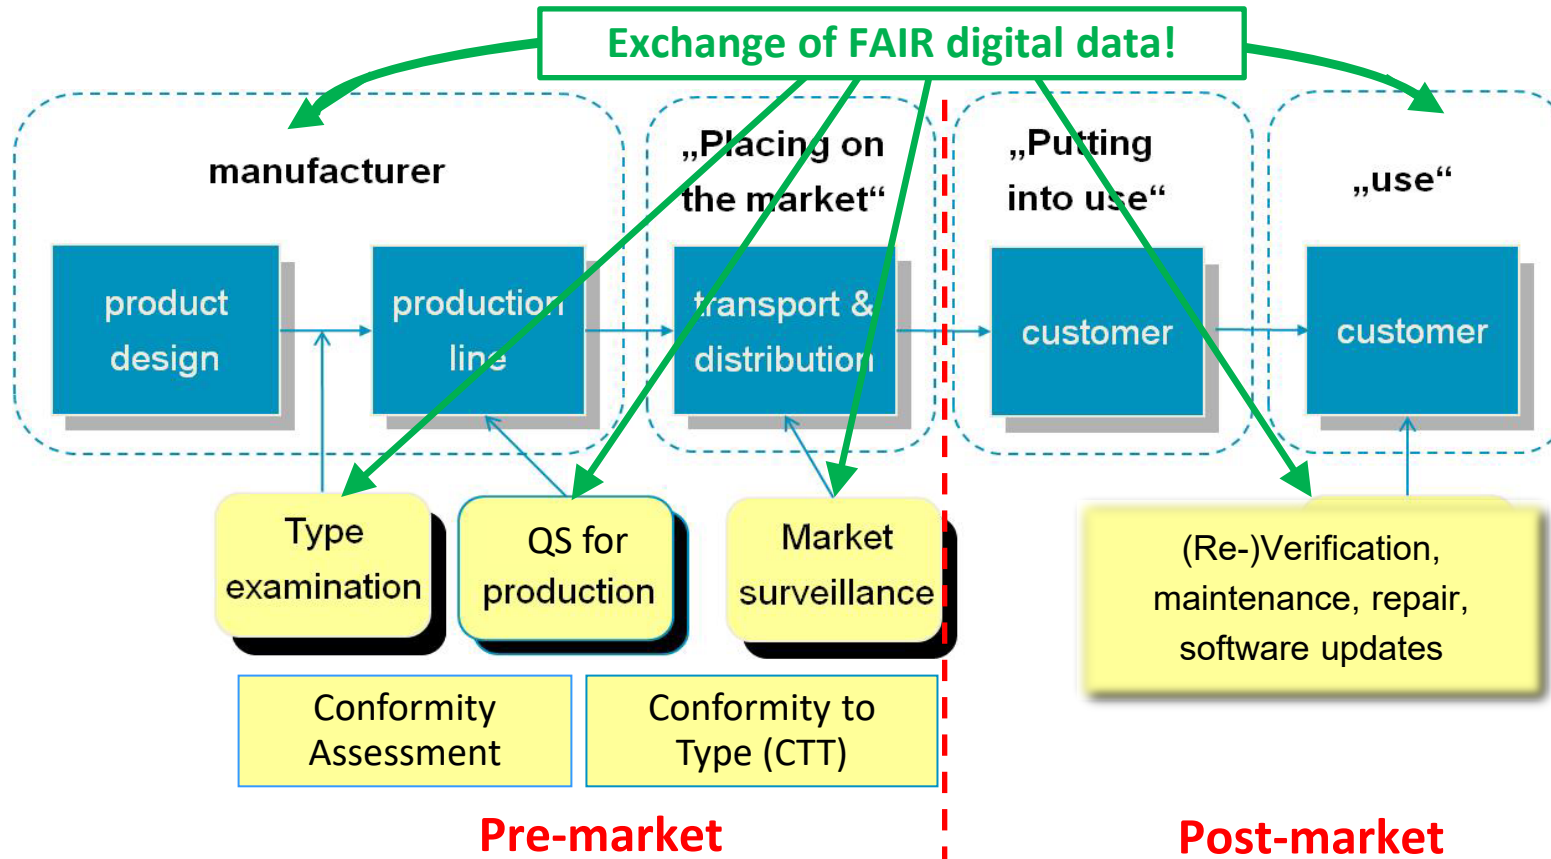 Exchange of FAIR digital data!
manufacturer
„Placing on
the market“
„Putting
into use“
„use“
product
design
production
line
transport &
distribution
customer
customer
Type
examination
QS for
production
Market
surveillance
(Re-)Verification,
maintenance, repair,
software updates
Conformity
Assessment
Conformity to
Type (CTT)
Pre-market
Post-market